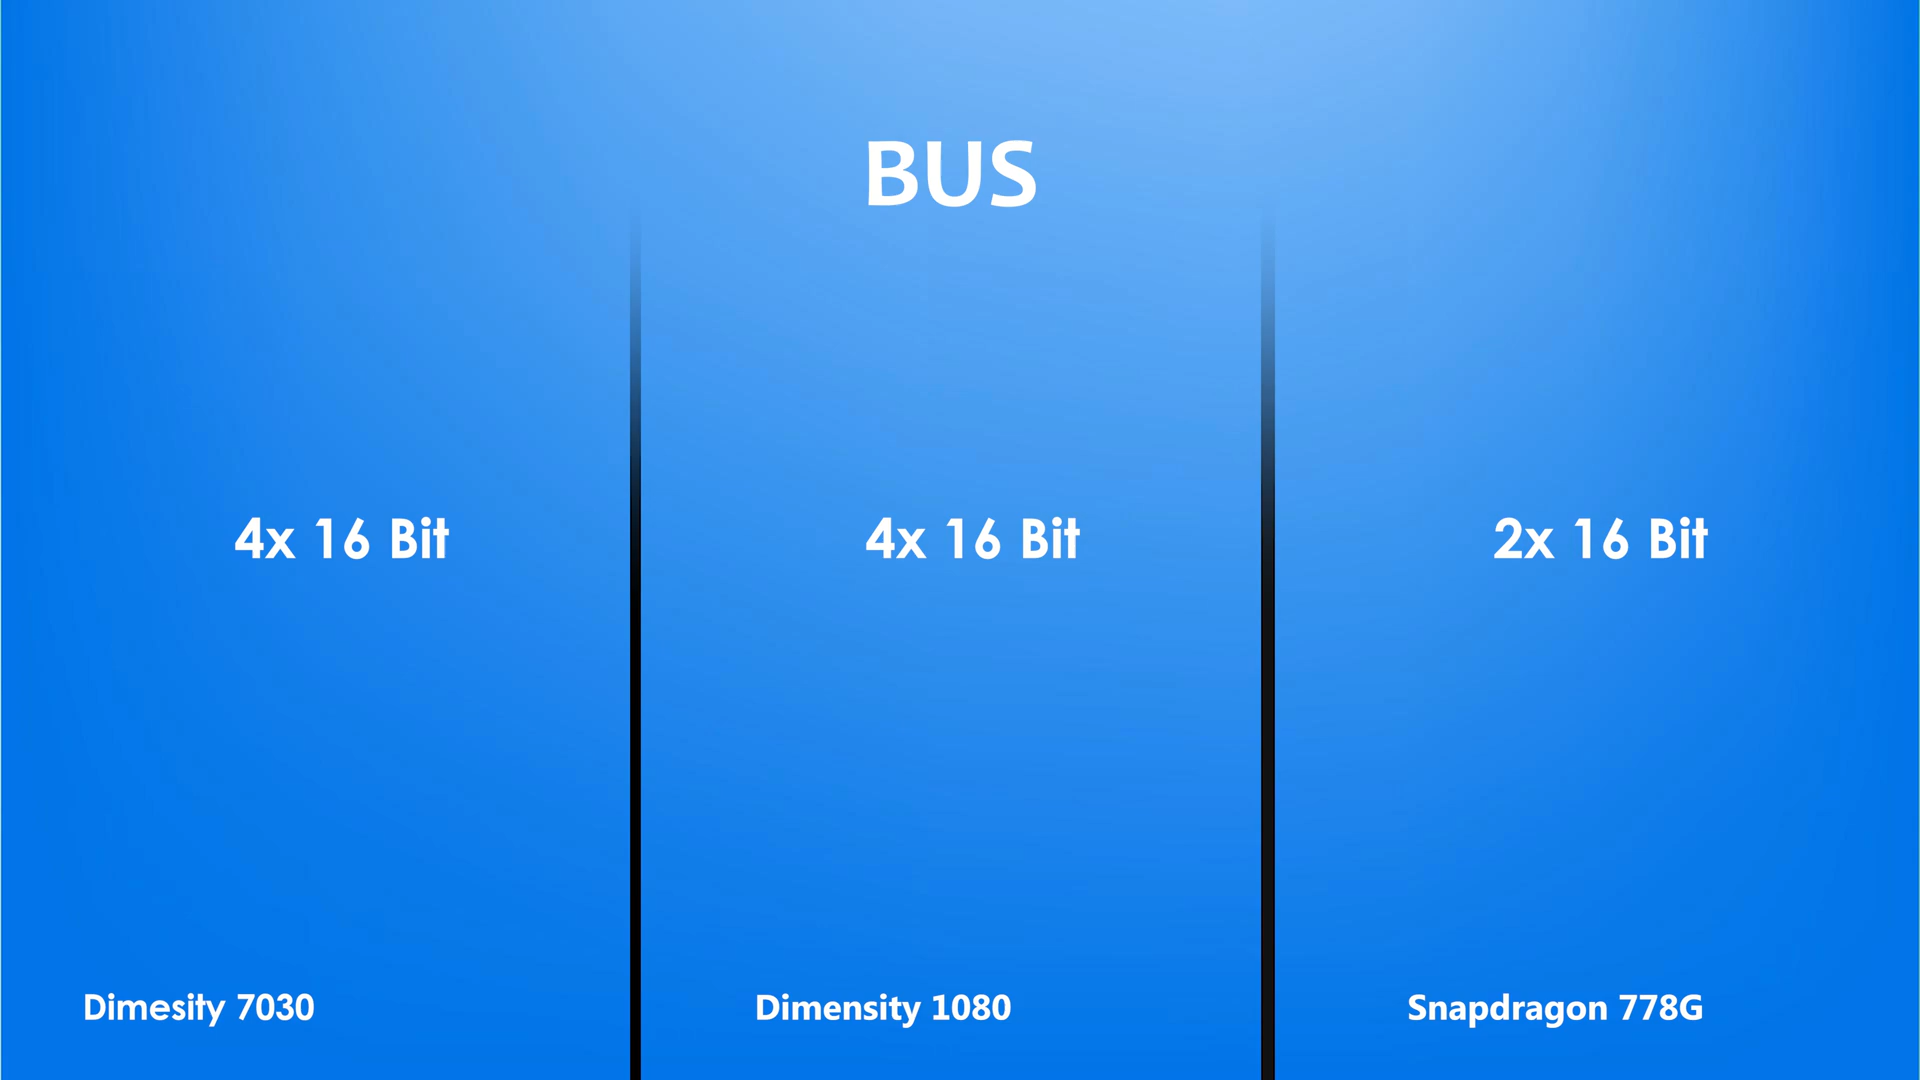 BUS
4x 16 Bit
4x 16 Bit
2x 16 Bit
Dimesity 7030
Dimensity 1080
Snapdragon 778G